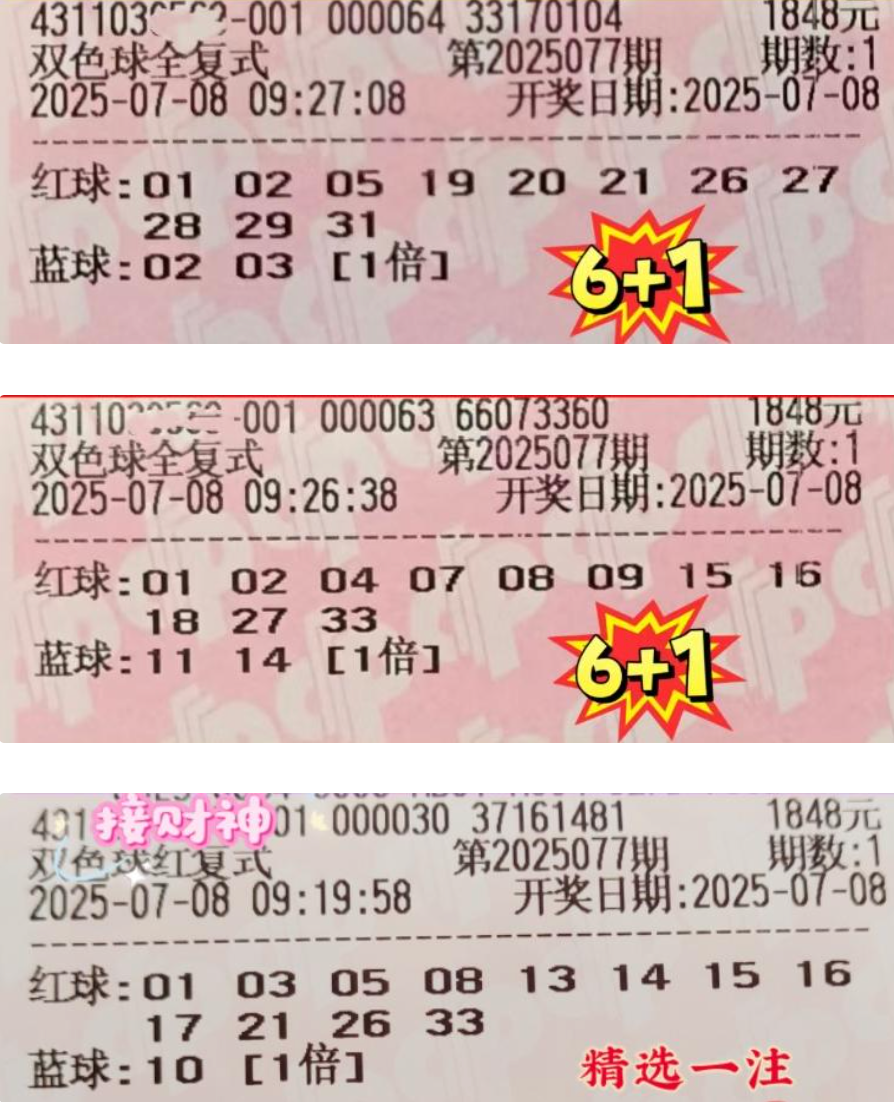 4311030 -001 000064 33170104 1848元
双色球全复式 第2025077期 期数:1
2025-07-08 09:27:08 开奖日期:2025-07-08
红球:01 02 05 19 20 21 26 27
28 29 31
蓝球:02 03 [1倍]
6+1
43110 -001 000063 66073360 1848元
双色球全复式 第2025077期 期数:1
2025-07-08 09:26:38 开奖日期:2025-07-08
红球:01 02 04 07 08 09 15 16
18 27 33
蓝球:11 14 [1倍]
6+1
431 接财神 01 000030 37161481 1848元
双色球红复式 第2025077期 期数:1
2025-07-08 09:19:58 开奖日期:2025-07-08
红球:01 03 05 08 13 14 15 16
17 21 26 33
蓝球:10 [1倍]
精选一注